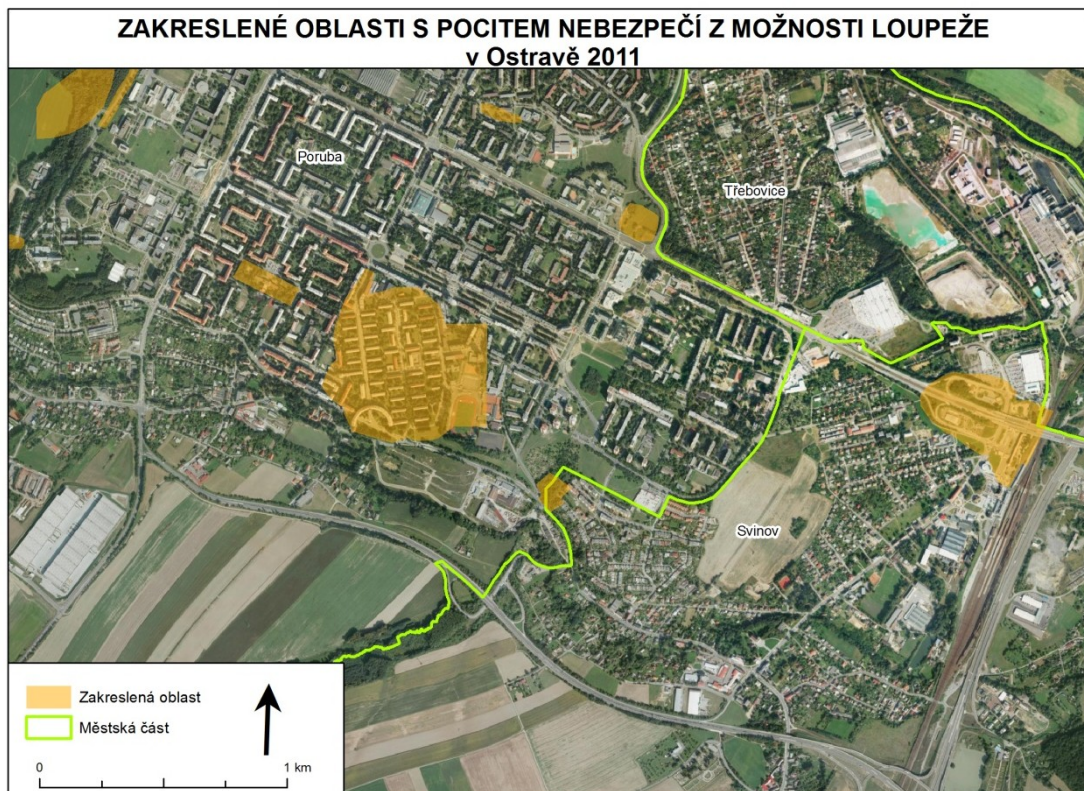 ZAKRESLENÉ OBLASTI S POCITEM NEBEZPEČÍ Z MOŽNOSTI LOUPEŽE
v Ostravě 2011
Poruba
Třebovice
Svinov
Zakreslená oblast
Městská část
0
1 km